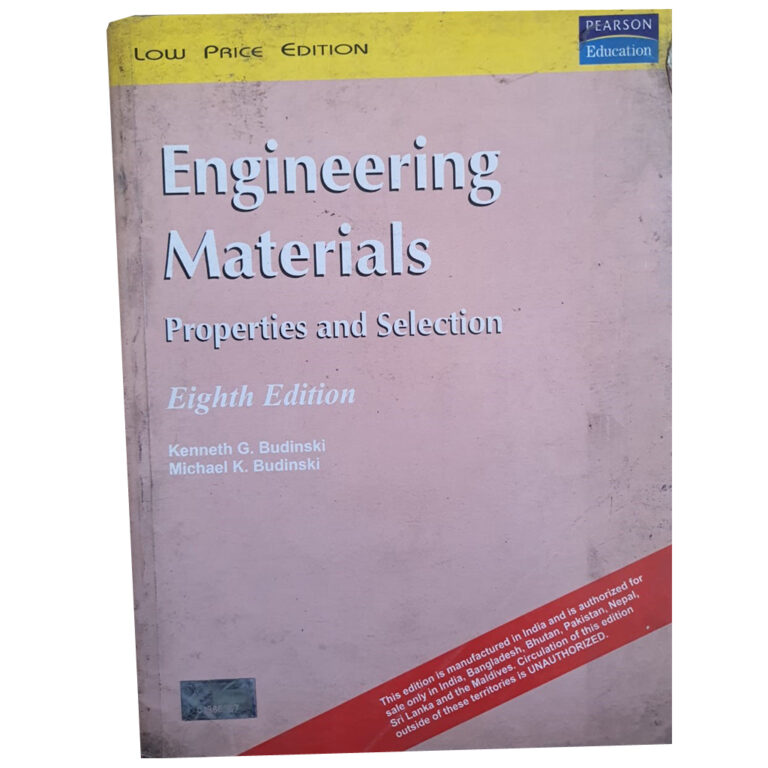 LOW PRICE EDITION
PEARSON
Education
Engineering
Materials
Properties and Selection
Eighth Edition
Kenneth G. Budinski
Michael K. Budinski
This edition is manufactured in India and is authorized for
sale only in India, Bangladesh, Bhutan, Pakistan, Nepal,
Sri Lanka and the Maldives. Circulation of this edition
outside of these territories is UNAUTHORIZED.